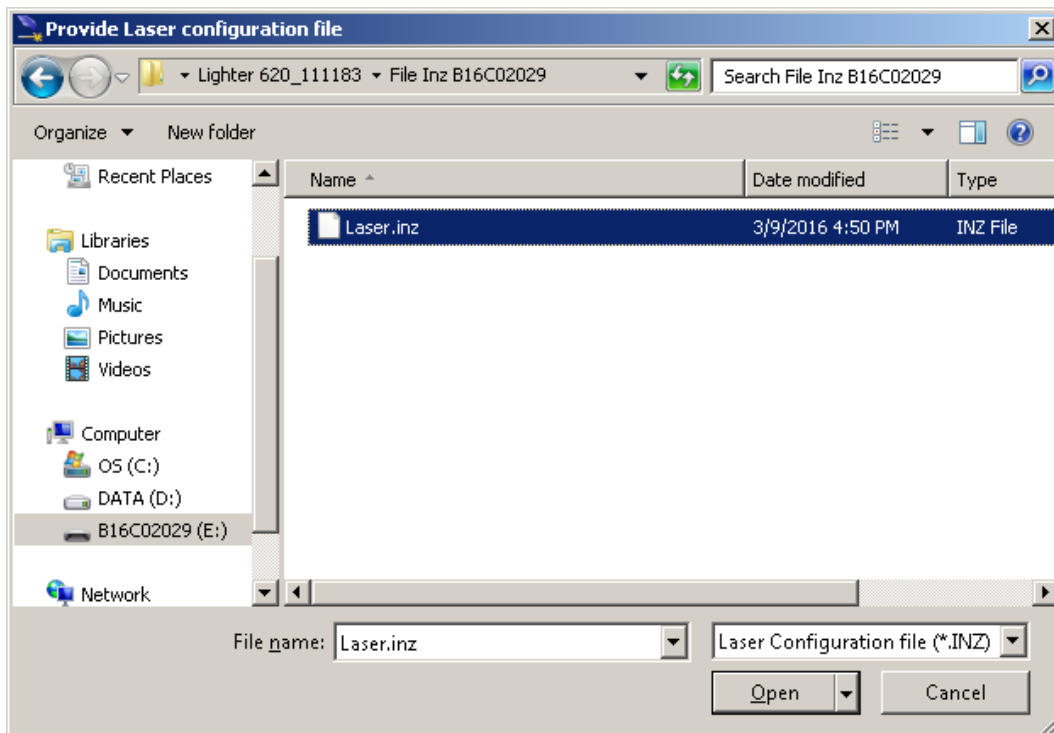 Provide Laser configuration file
Lighter 620_111183 File Inz B16C02029
Search File Inz B16C02029
Organize New folder
Recent Places
Libraries
Documents
Music
Pictures
Videos
Computer
OS (C:)
DATA (D:)
B16C02029 (E:)
Network
Name Date modified Type
Laser.inz 3/9/2016 4:50 PM INZ File
File name: Laser.inz Laser Configuration file (*.INZ)
Open Cancel